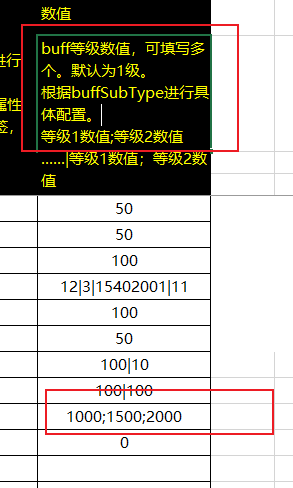 数值
进行
buff等级数值，可填写多
个。默认为1级。
根据buffSubType进行具
体配置。
属性
签，
等级1数值;等级2数值
......|等级1数值；等级2数
值
50
50
100
12|3|15402001|11
100
50
100|10
100|100
1000;1500;2000
0